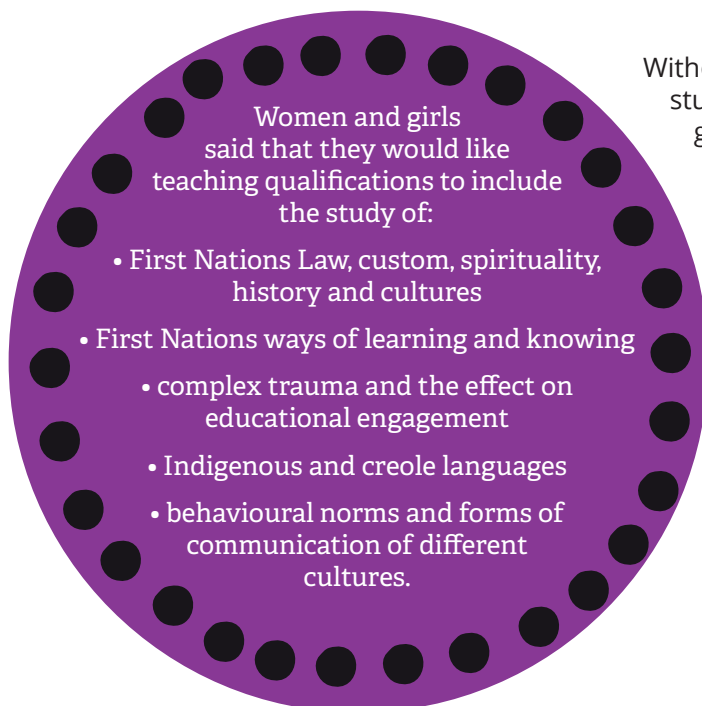 Women and girls
said that they would like
teaching qualifications to include
the study of:
• First Nations Law, custom, spirituality,
history and cultures
• First Nations ways of learning and knowing
• complex trauma and the effect on
educational engagement
• Indigenous and creole languages
• behavioural norms and forms of
communication of different
cultures.